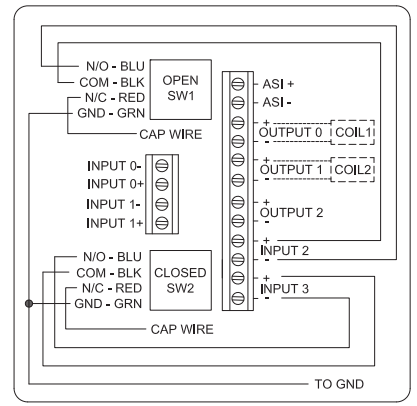 N/O - BLU
COM - BLK
N/C - RED
GND - GRN
CAP WIRE
OPEN
SW1
ASI +
ASI -
+
OUTPUT 0
-
COIL1
+
OUTPUT 1
-
COIL2
+
OUTPUT 2
-
+
INPUT 2
-
+
INPUT 3
-
INPUT 0-
INPUT 0+
INPUT 1-
INPUT 1+
N/O - BLU
COM - BLK
N/C - RED
GND - GRN
CAP WIRE
CLOSED
SW2
TO GND